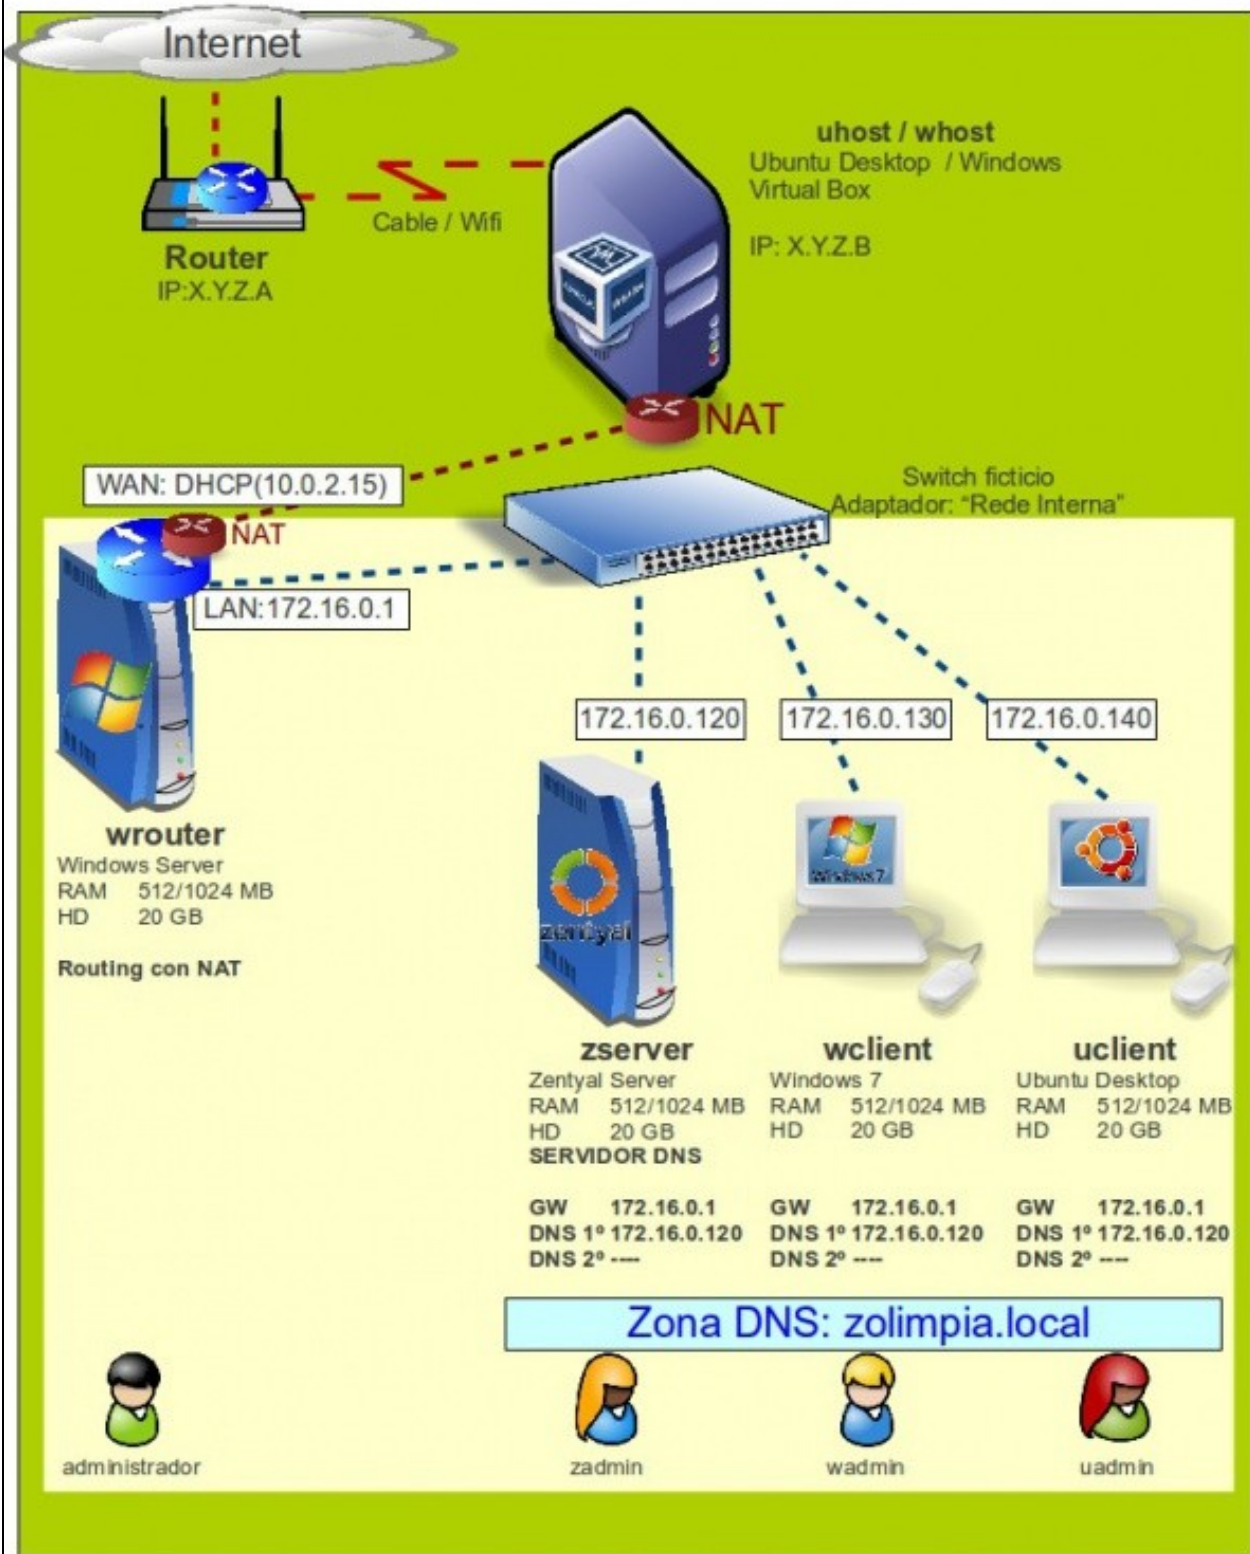 Internet
uhost / whost
Ubuntu Desktop / Windows
Virtual Box
IP: X.Y.Z.B
Cable / Wifi
Router
IP:X.Y.Z.A
NAT
WAN: DHCP(10.0.2.15)
Switch ficticio
Adaptador: “Rede Interna”
NAT
LAN:172.16.0.1
172.16.0.120
172.16.0.130
172.16.0.140
wrouter
Windows Server
RAM 512/1024 MB
HD 20 GB
Routing con NAT
zentyal
Windows 7
zserver
Zentyal Server
RAM 512/1024 MB
HD 20 GB
SERVIDOR DNS
GW 172.16.0.1
DNS 1º 172.16.0.120
DNS 2º ----
wclient
Windows 7
RAM 512/1024 MB
HD 20 GB
GW 172.16.0.1
DNS 1º 172.16.0.120
DNS 2º ----
uclient
Ubuntu Desktop
RAM 512/1024 MB
HD 20 GB
GW 172.16.0.1
DNS 1º 172.16.0.120
DNS 2º ----
Zona DNS: zolimpia.local
administrador
zadmin
wadmin
uadmin